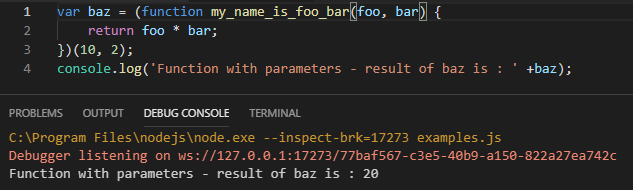 1 var baz = (function my_name_is_foo_bar(foo, bar) {
2 return foo * bar;
3 })(10, 2);
4 console.log('Function with parameters - result of baz is : ' +baz);
PROBLEMS OUTPUT DEBUG CONSOLE TERMINAL
C:\Program Files\nodejs\node.exe --inspect-brk=17273 examples.js
Debugger listening on ws://127.0.0.1:17273/77baf567-c3e5-40b9-a150-822a27ea742c
Function with parameters - result of baz is : 20